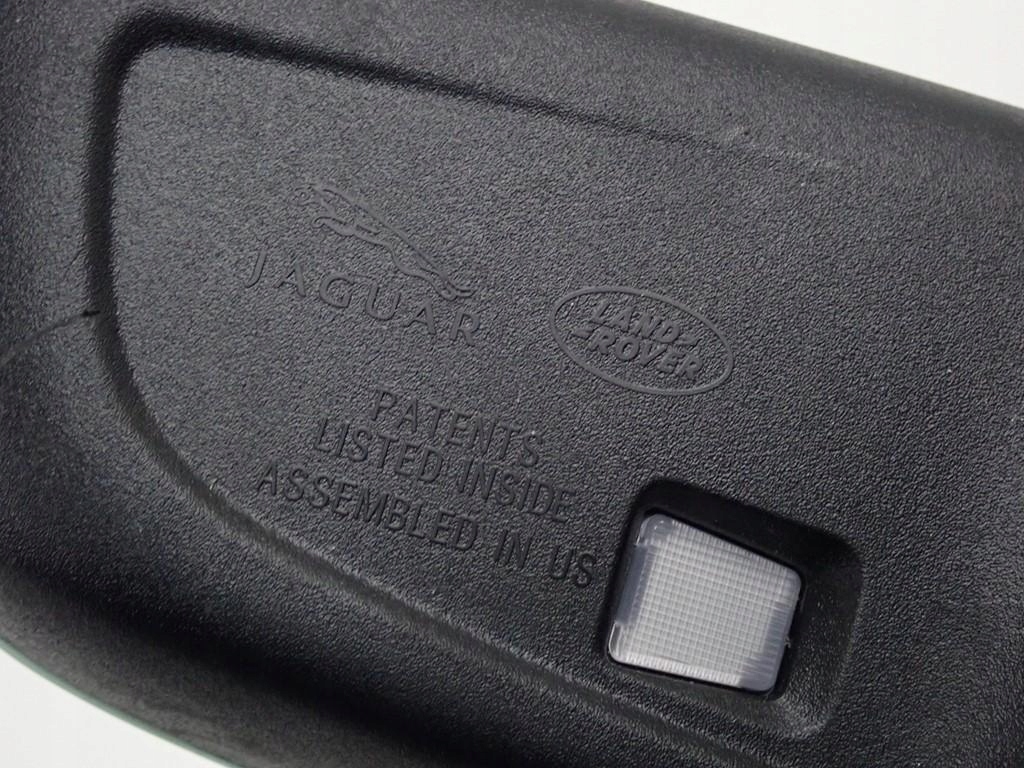 JAGUAR
LAND-
ROVER
PATENTS
LISTED INSIDE
ASSEMBLED IN US